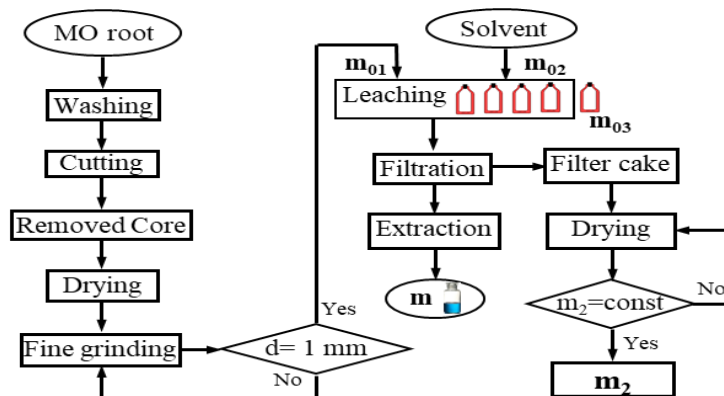 MO root
Washing
Cutting
Removed Core
Drying
Fine grinding
d= 1 mm
Yes
No
Solvent
m01
m02
Leaching
m03
Filtration
Filter cake
Extraction
Drying
m
m2=const
No
Yes
m2